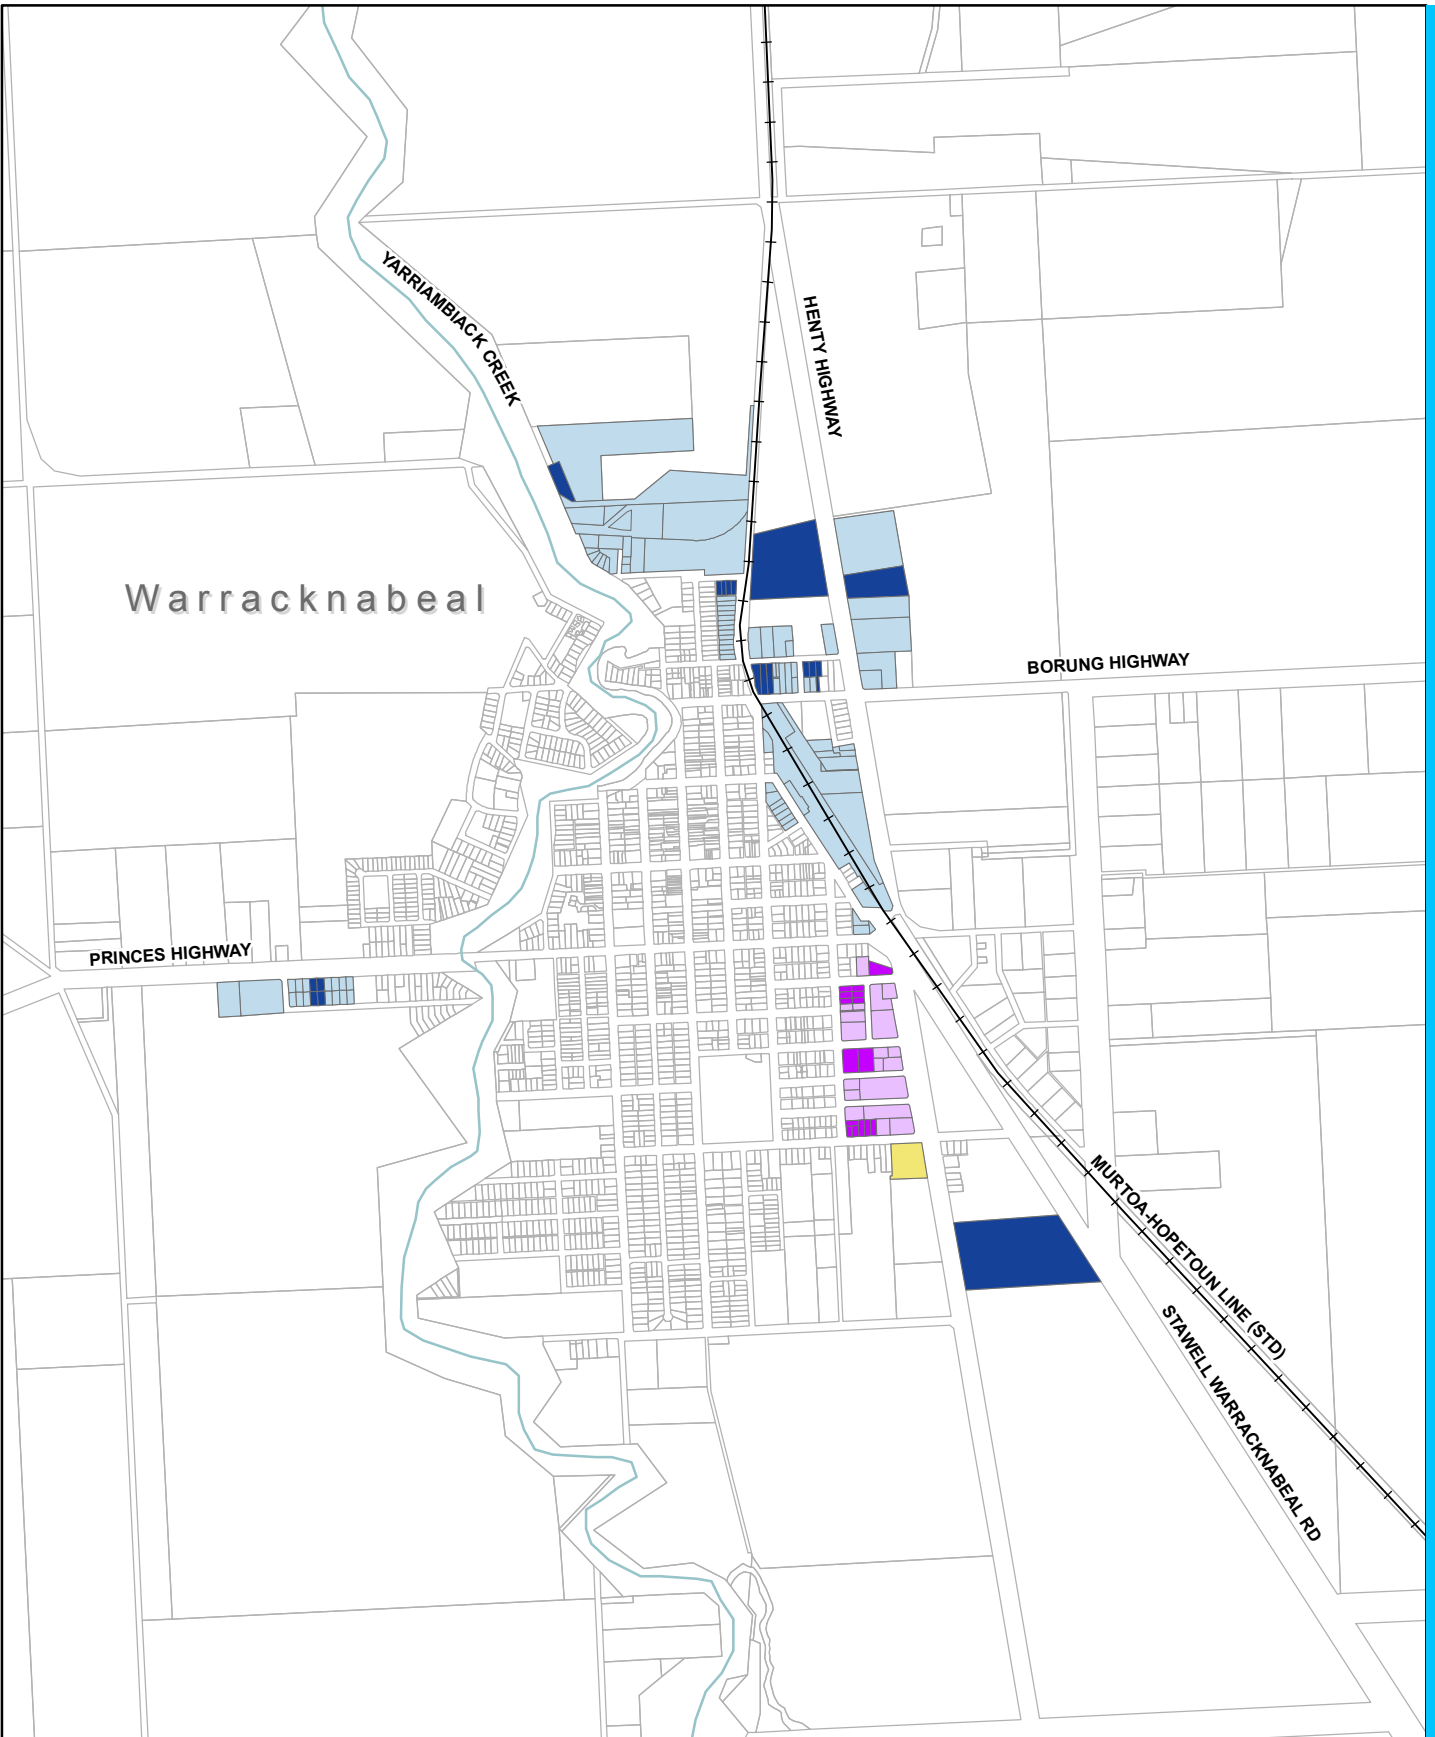 YARRIAMBIACK CREEK
HENTY HIGHWAY
Warracknabeal
BORUNG HIGHWAY
PRINCES HIGHWAY
MURTOA-HOPETOUN LINE (STD)
STAWELL WARRACKNABEAL RD